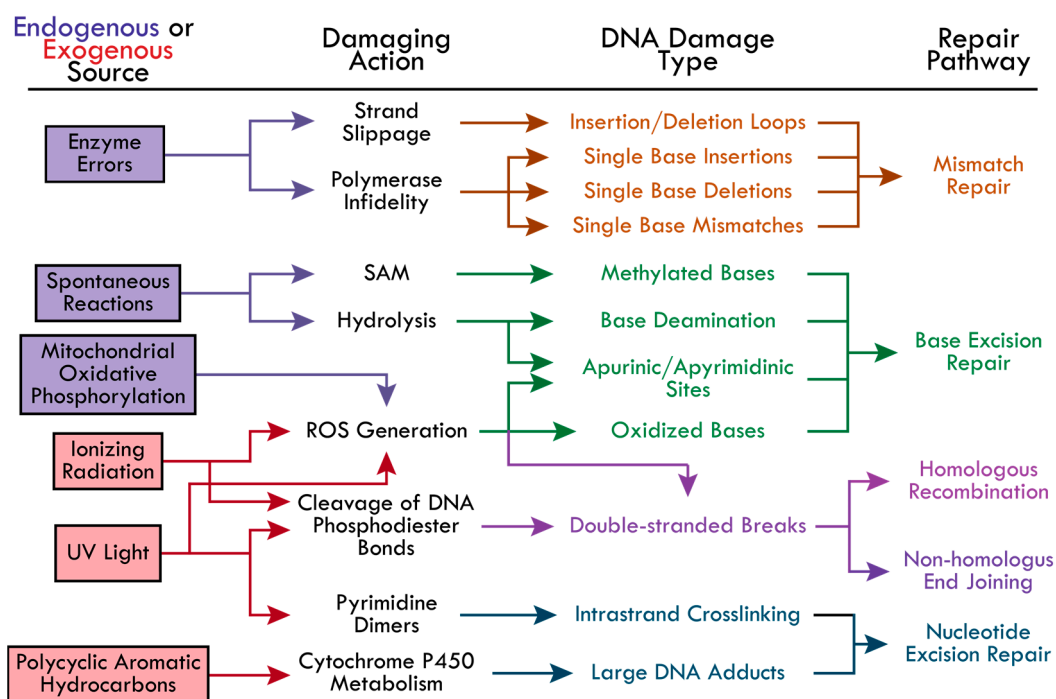 Endogenous or
Exogenous
Source
Damaging
Action
DNA Damage
Type
Repair
Pathway
Enzyme
Errors
Strand
Slippage
Polymerase
Infidelity
Insertion/Deletion Loops
Single Base Insertions
Single Base Deletions
Single Base Mismatches
Mismatch
Repair
Spontaneous
Reactions
SAM
Hydrolysis
Methylated Bases
Base Deamination
Apurinic/Apyrimidinic
Sites
Oxidized Bases
Base Excision
Repair
Mitochondrial
Oxidative
Phosphorylation
ROS Generation
Ionizing
Radiation
Cleavage of DNA
Phosphodiester
Bonds
Double-stranded Breaks
Homologous
Recombination
Non-homologus
End Joining
UV Light
Pyrimidine
Dimers
Intrastrand Crosslinking
Polycyclic Aromatic
Hydrocarbons
Cytochrome P450
Metabolism
Large DNA Adducts
Nucleotide
Excision Repair